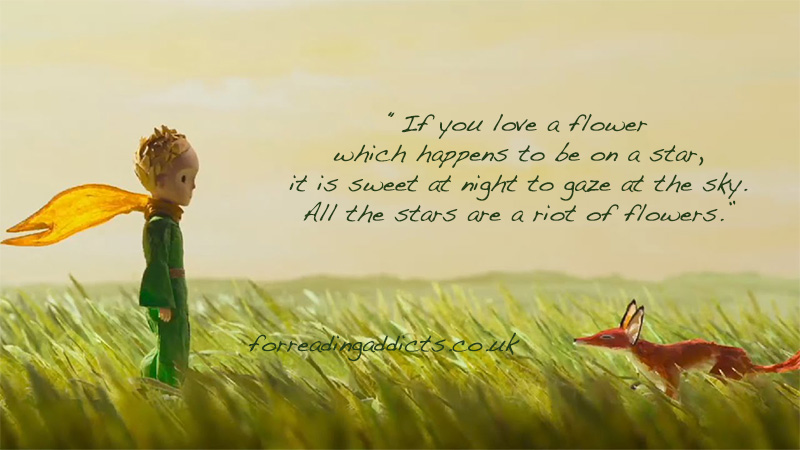 " If you love a flower
which happens to be on a star,
it is sweet at night to gaze at the sky.
All the stars are a riot of flowers."
forreadingaddicts.co.uk